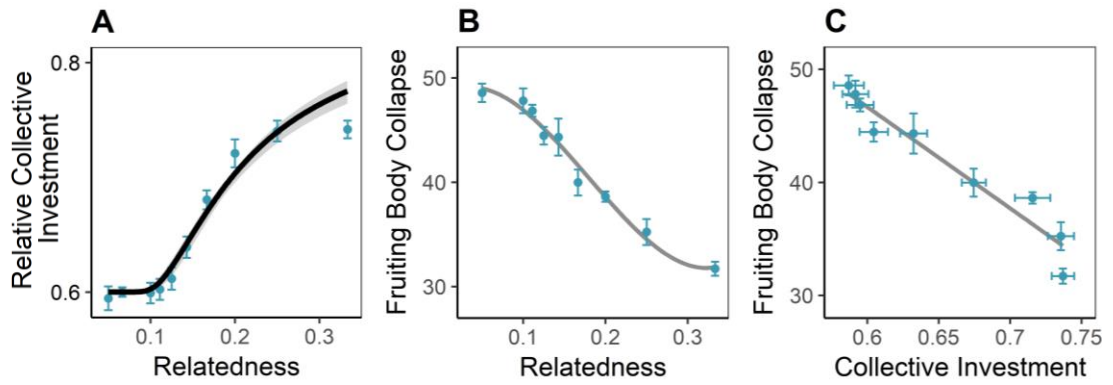 A
Relative Collective
Investment
0.8
0.6
0.1
0.2
0.3
Relatedness
B
Fruiting Body Collapse
50
40
30
0.1
0.2
0.3
Relatedness
C
Fruiting Body Collapse
50
40
30
0.6
0.65
0.7
0.75
Collective Investment